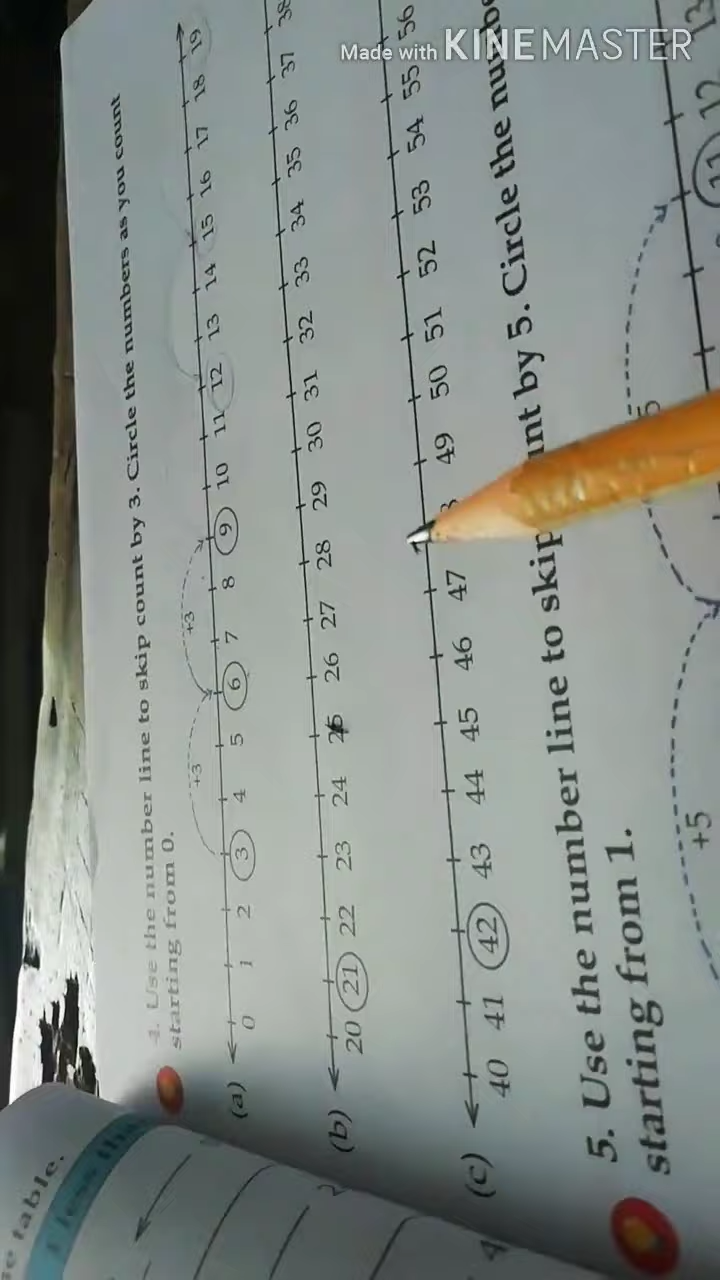 Made with KINEMASTER
e table.
1 less tha
4. Use the number line to skip count by 3. Circle the numbers as you count
starting from 0.
+3 +3
(a) 0 1 2 3 4 5 6 7 8 9 10 11 12 13 14 15 16 17 18 19
(b) 20 21 22 23 24 25 26 27 28 29 30 31 32 33 34 35 36 37 38
(c) 40 41 42 43 44 45 46 47 49 50 51 52 53 54 55 56
5. Use the number line to skip by 5. Circle the numbe
starting from 1.
+5
11 12 13